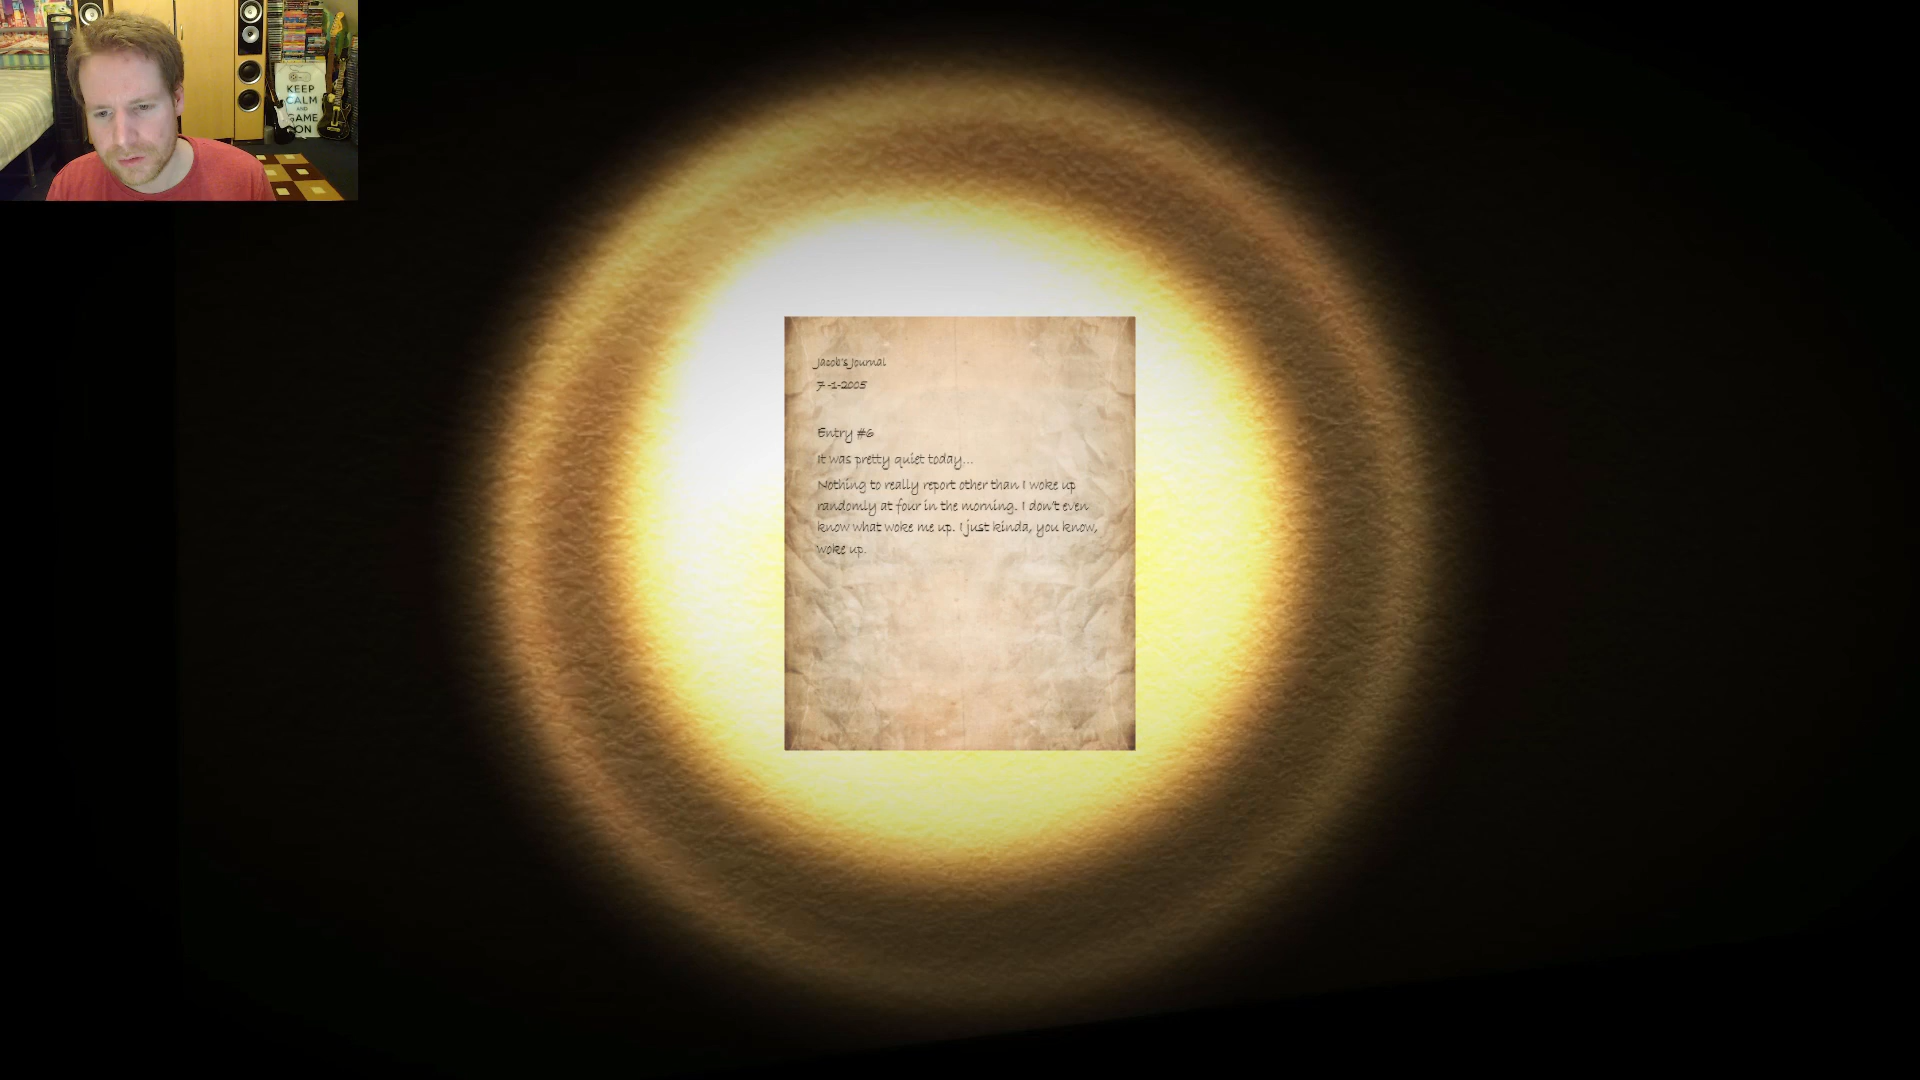 KEEP
CALM
AND
GAME
ON
Jacob's Journal
7-1-2005
Entry #6
It was pretty quiet today...
Nothing to really report other than I woke up
randomly at four in the morning. I don't even
know what woke me up. I just kinda, you know,
woke up.